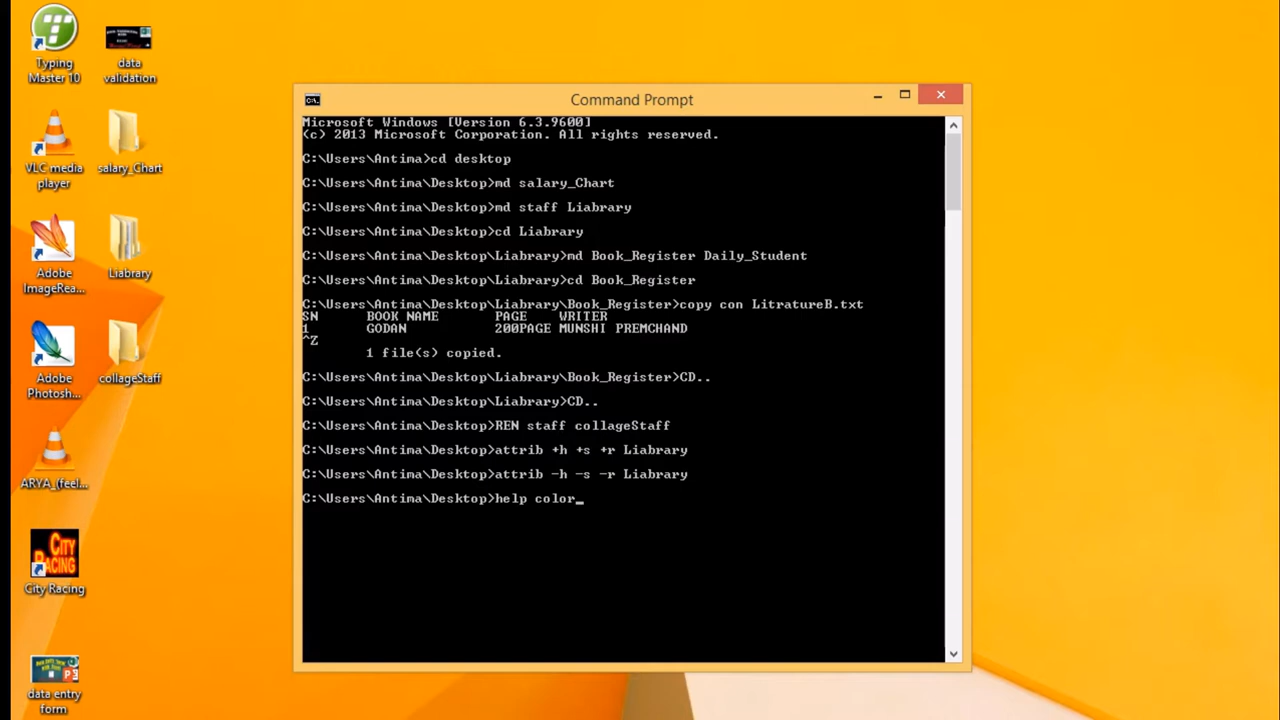 Typing
Master 10
data
validation
VLC media
player
salary_Chart
Adobe
ImageRea...
Liabrary
Adobe
Photosh...
collageStaff
ARYA_(feel...
CITY
RACING
City Racing
data entry
form
C:\.
Command Prompt
Microsoft Windows [Version 6.3.9600]
(c) 2013 Microsoft Corporation. All rights reserved.
C:\Users\Antima>cd desktop
C:\Users\Antima\Desktop>md salary_Chart
C:\Users\Antima\Desktop>md staff Liabrary
C:\Users\Antima\Desktop>cd Liabrary
C:\Users\Antima\Desktop\Liabrary>md Book_Register Daily_Student
C:\Users\Antima\Desktop\Liabrary>cd Book_Register
C:\Users\Antima\Desktop\Liabrary\Book_Register>copy con LitratureB.txt
SN BOOK NAME PAGE WRITER
1 GODAN 200PAGE MUNSHI PREMCHAND
^Z
1 file(s) copied.
C:\Users\Antima\Desktop\Liabrary\Book_Register>CD..
C:\Users\Antima\Desktop\Liabrary>CD..
C:\Users\Antima\Desktop>REN staff collageStaff
C:\Users\Antima\Desktop>attrib +h +s +r Liabrary
C:\Users\Antima\Desktop>attrib -h -s -r Liabrary
C:\Users\Antima\Desktop>help color_